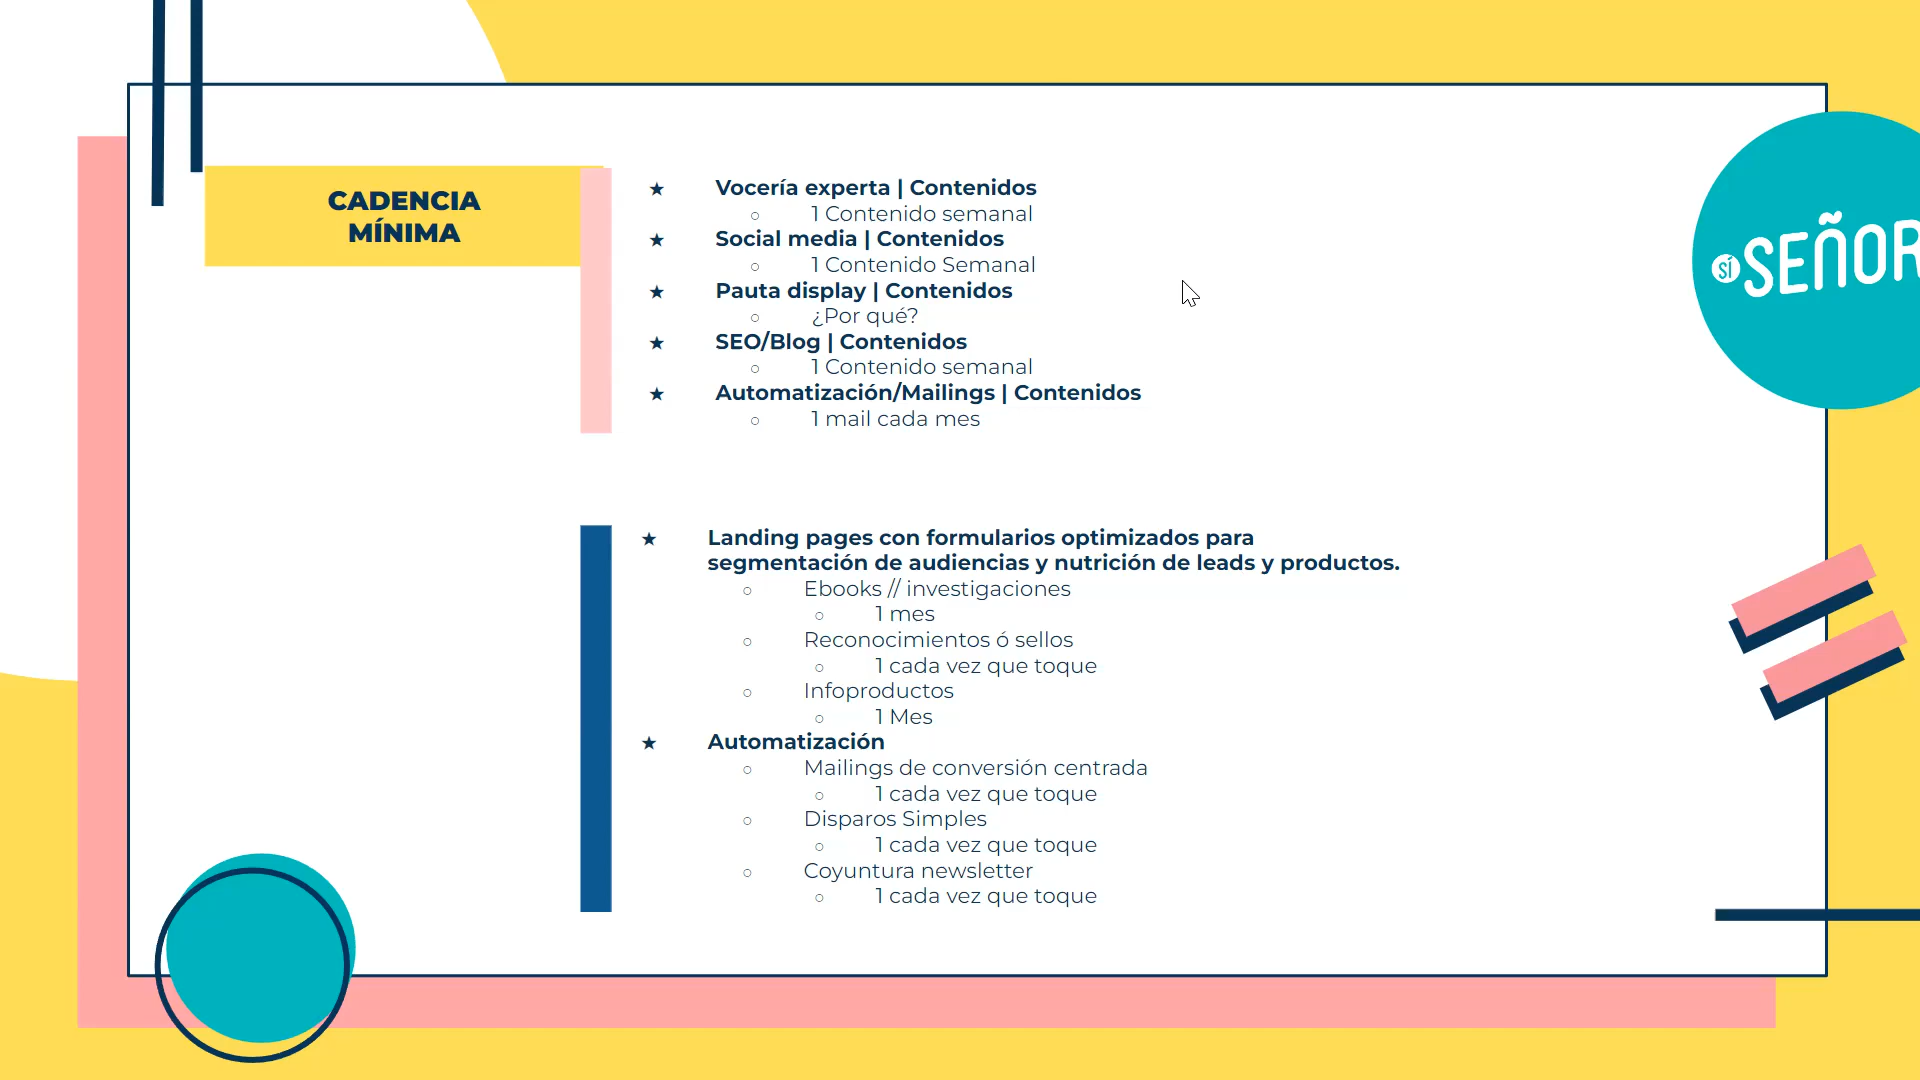 CADENCIA
MÍNIMA
★ Vocería experta | Contenidos
○ 1 Contenido semanal
★ Social media | Contenidos
○ 1 Contenido Semanal
★ Pauta display | Contenidos
○ ¿Por qué?
★ SEO/Blog | Contenidos
○ 1 Contenido semanal
★ Automatización/Mailings | Contenidos
○ 1 mail cada mes
★ Landing pages con formularios optimizados para
segmentación de audiencias y nutrición de leads y productos.
○ Ebooks // investigaciones
○ 1 mes
○ Reconocimientos ó sellos
○ 1 cada vez que toque
○ Infoproductos
○ 1 Mes
★ Automatización
○ Mailings de conversión centrada
○ 1 cada vez que toque
○ Disparos Simples
○ 1 cada vez que toque
○ Coyuntura newsletter
○ 1 cada vez que toque
SÍ SEÑOR